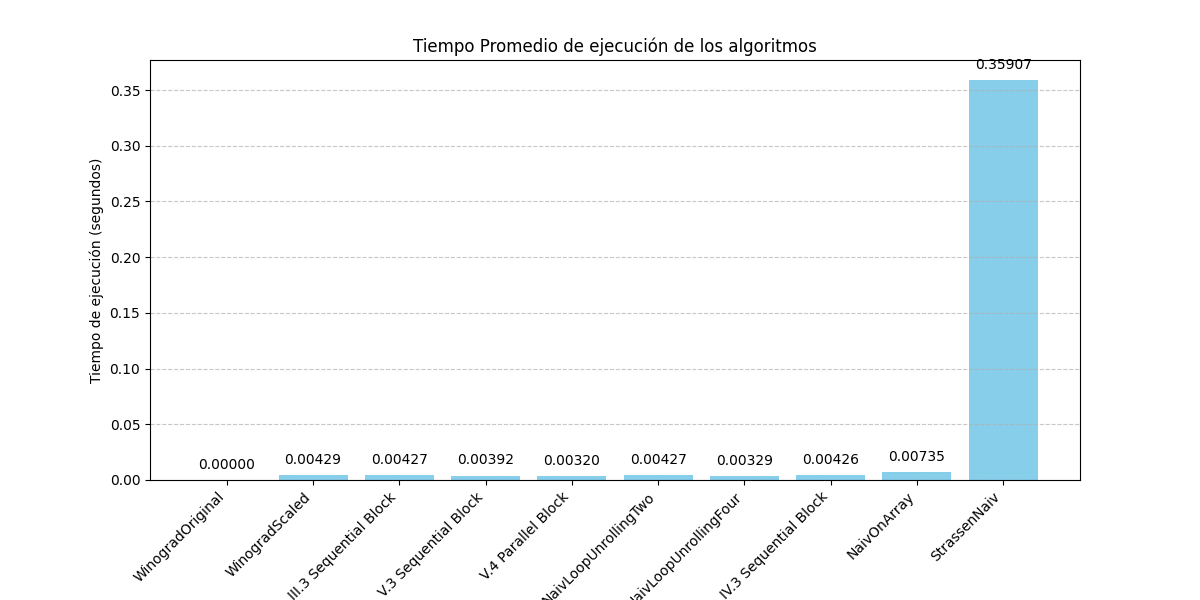 Tiempo Promedio de ejecución de los algoritmos
Tiempo de ejecución (segundos)
0.35
0.30
0.25
0.20
0.15
0.10
0.05
0.00
0.00000
0.00429
0.00427
0.00392
0.00320
0.00427
0.00329
0.00426
0.00735
0.35907
WinogradOriginal
WinogradScaled
III.3 Sequential Block
V.3 Sequential Block
V.4 Parallel Block
NaivLoopUnrollingTwo
aivLoopUnrollingFour
IV.3 Sequential Block
NaivOnArray
StrassenNaiv